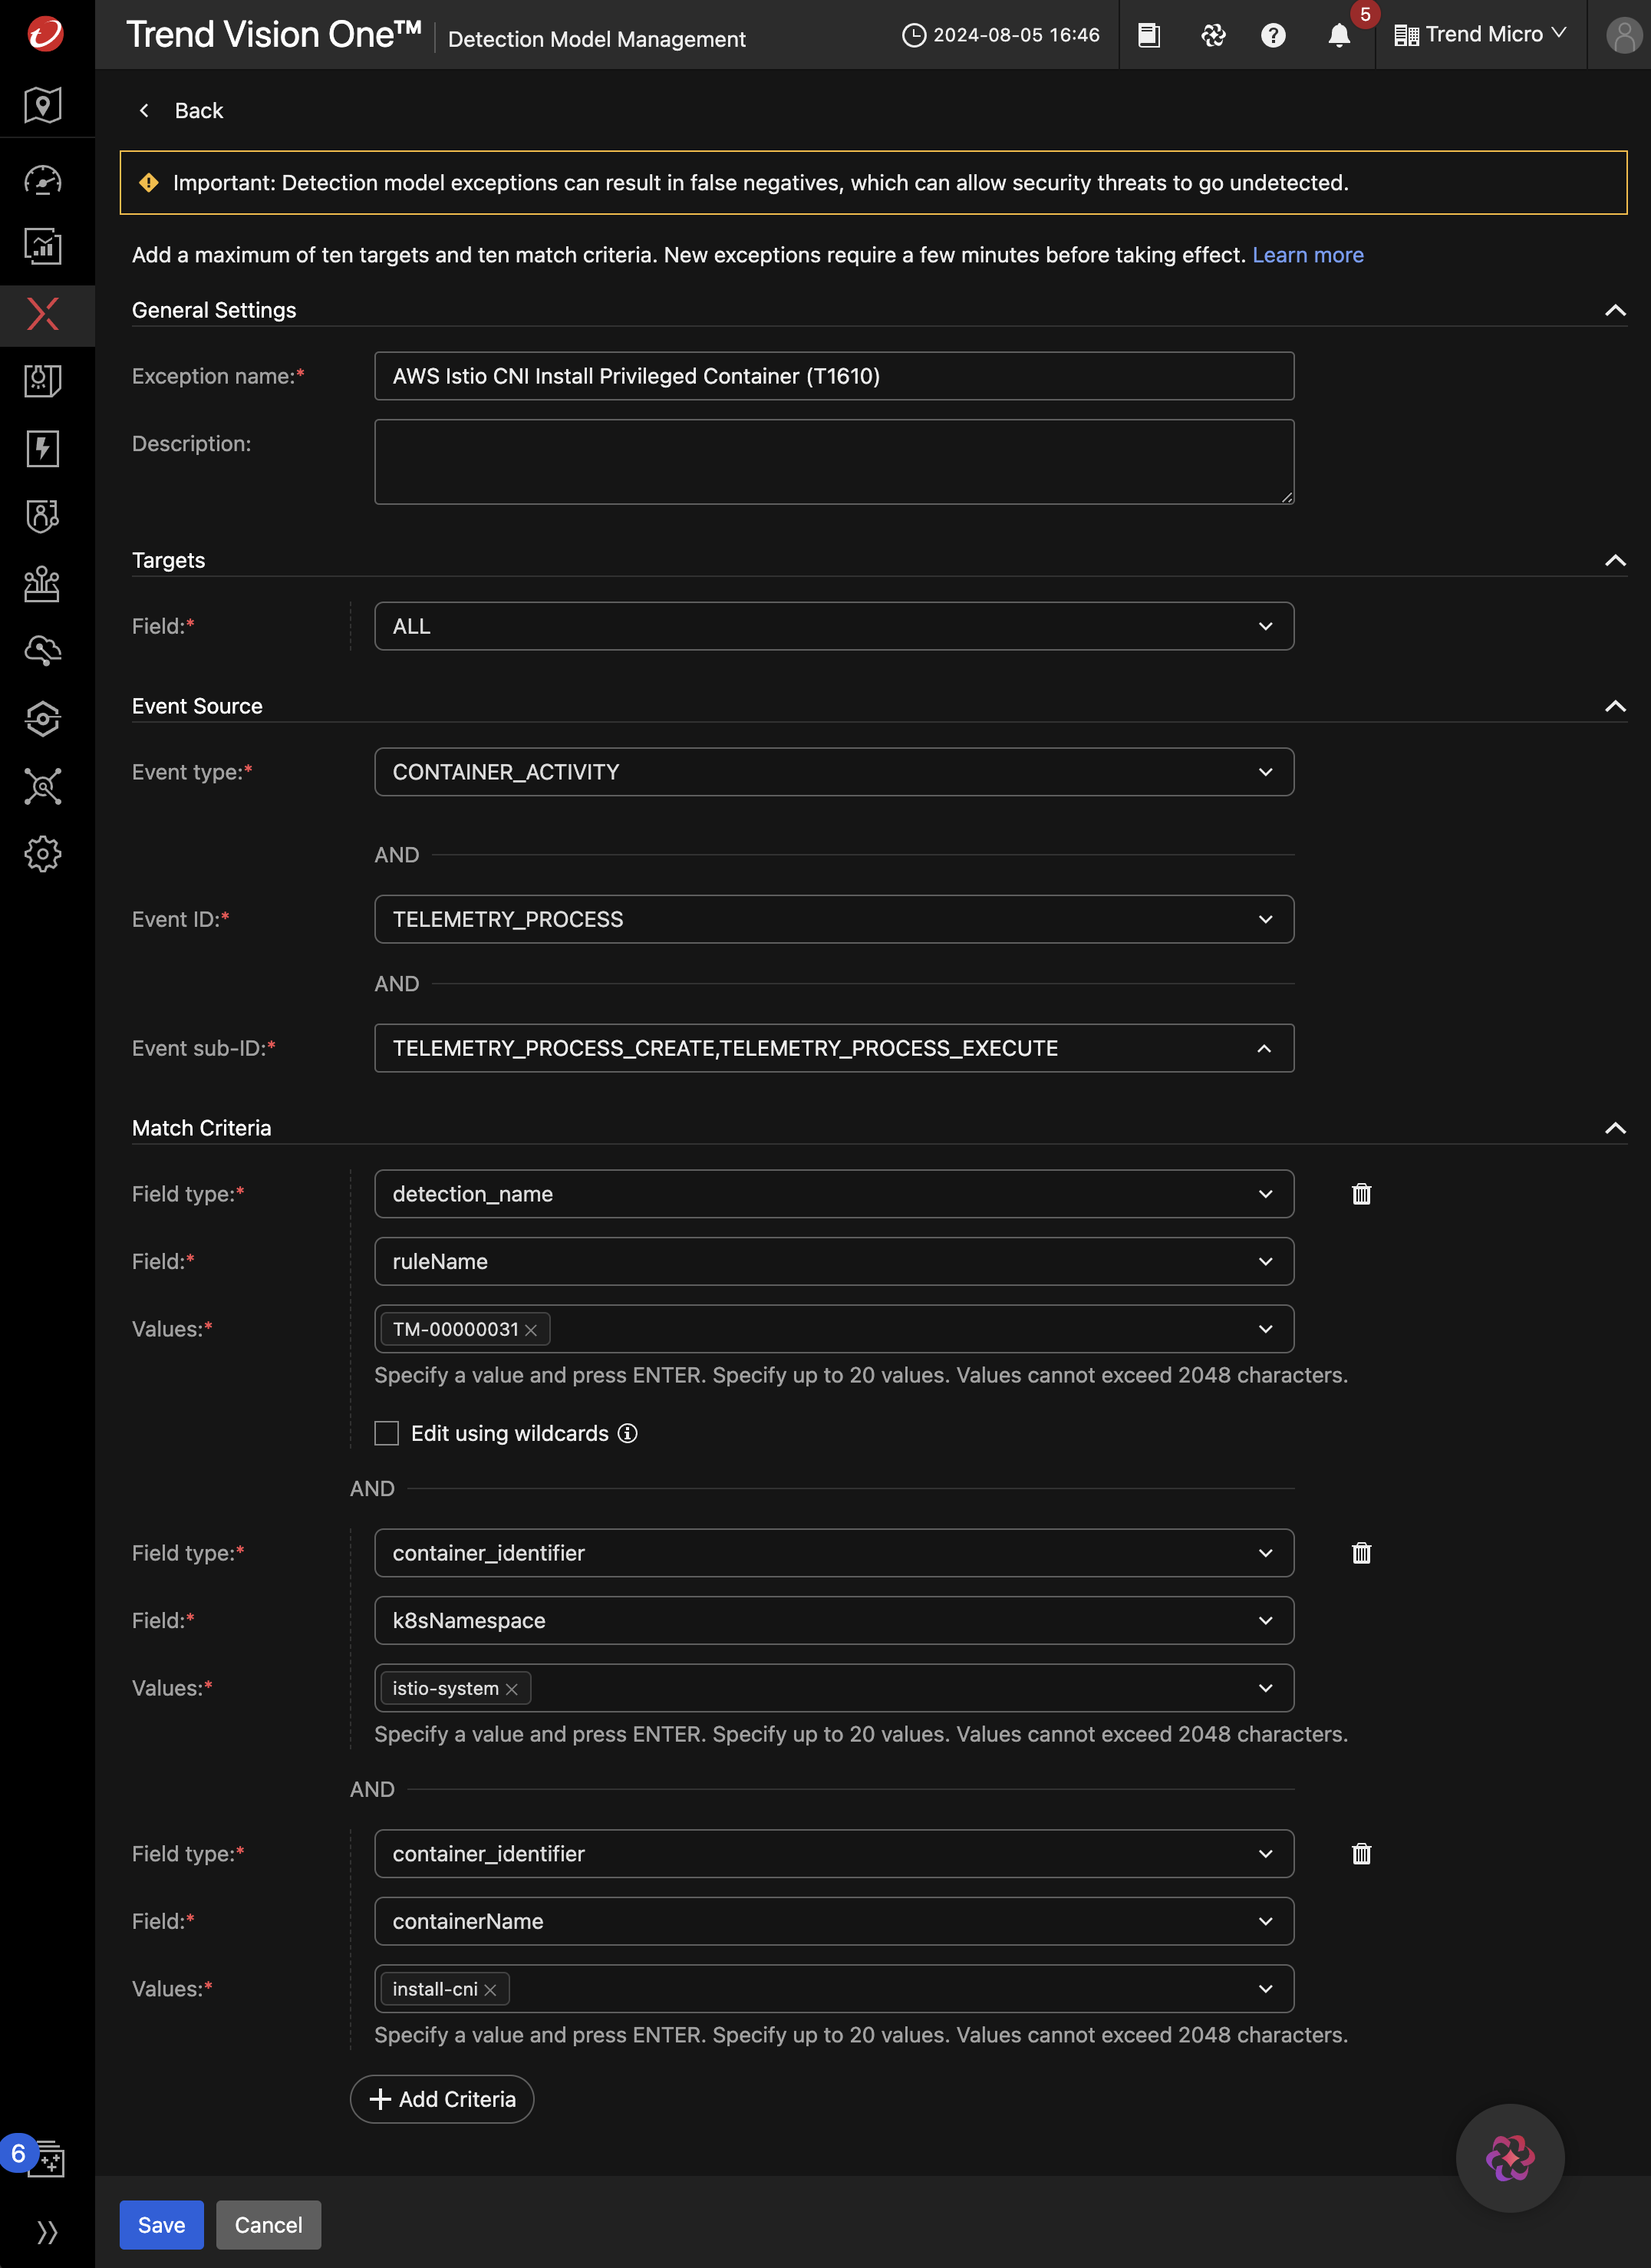 Trend Vision One™ Detection Model Management 2024-08-05 16:46 5 Trend Micro
Back
Important: Detection model exceptions can result in false negatives, which can allow security threats to go undetected.
Add a maximum of ten targets and ten match criteria. New exceptions require a few minutes before taking effect. Learn more
General Settings
Exception name:* AWS Istio CNI Install Privileged Container (T1610)
Description:
Targets
Field:* ALL
Event Source
Event type:* CONTAINER_ACTIVITY
AND
Event ID:* TELEMETRY_PROCESS
AND
Event sub-ID:* TELEMETRY_PROCESS_CREATE,TELEMETRY_PROCESS_EXECUTE
Match Criteria
Field type:* detection_name
Field:* ruleName
Values:* TM-00000031
Specify a value and press ENTER. Specify up to 20 values. Values cannot exceed 2048 characters.
Edit using wildcards
AND
Field type:* container_identifier
Field:* k8sNamespace
Values:* istio-system
Specify a value and press ENTER. Specify up to 20 values. Values cannot exceed 2048 characters.
AND
Field type:* container_identifier
Field:* containerName
Values:* install-cni
Specify a value and press ENTER. Specify up to 20 values. Values cannot exceed 2048 characters.
Add Criteria
6
Save Cancel